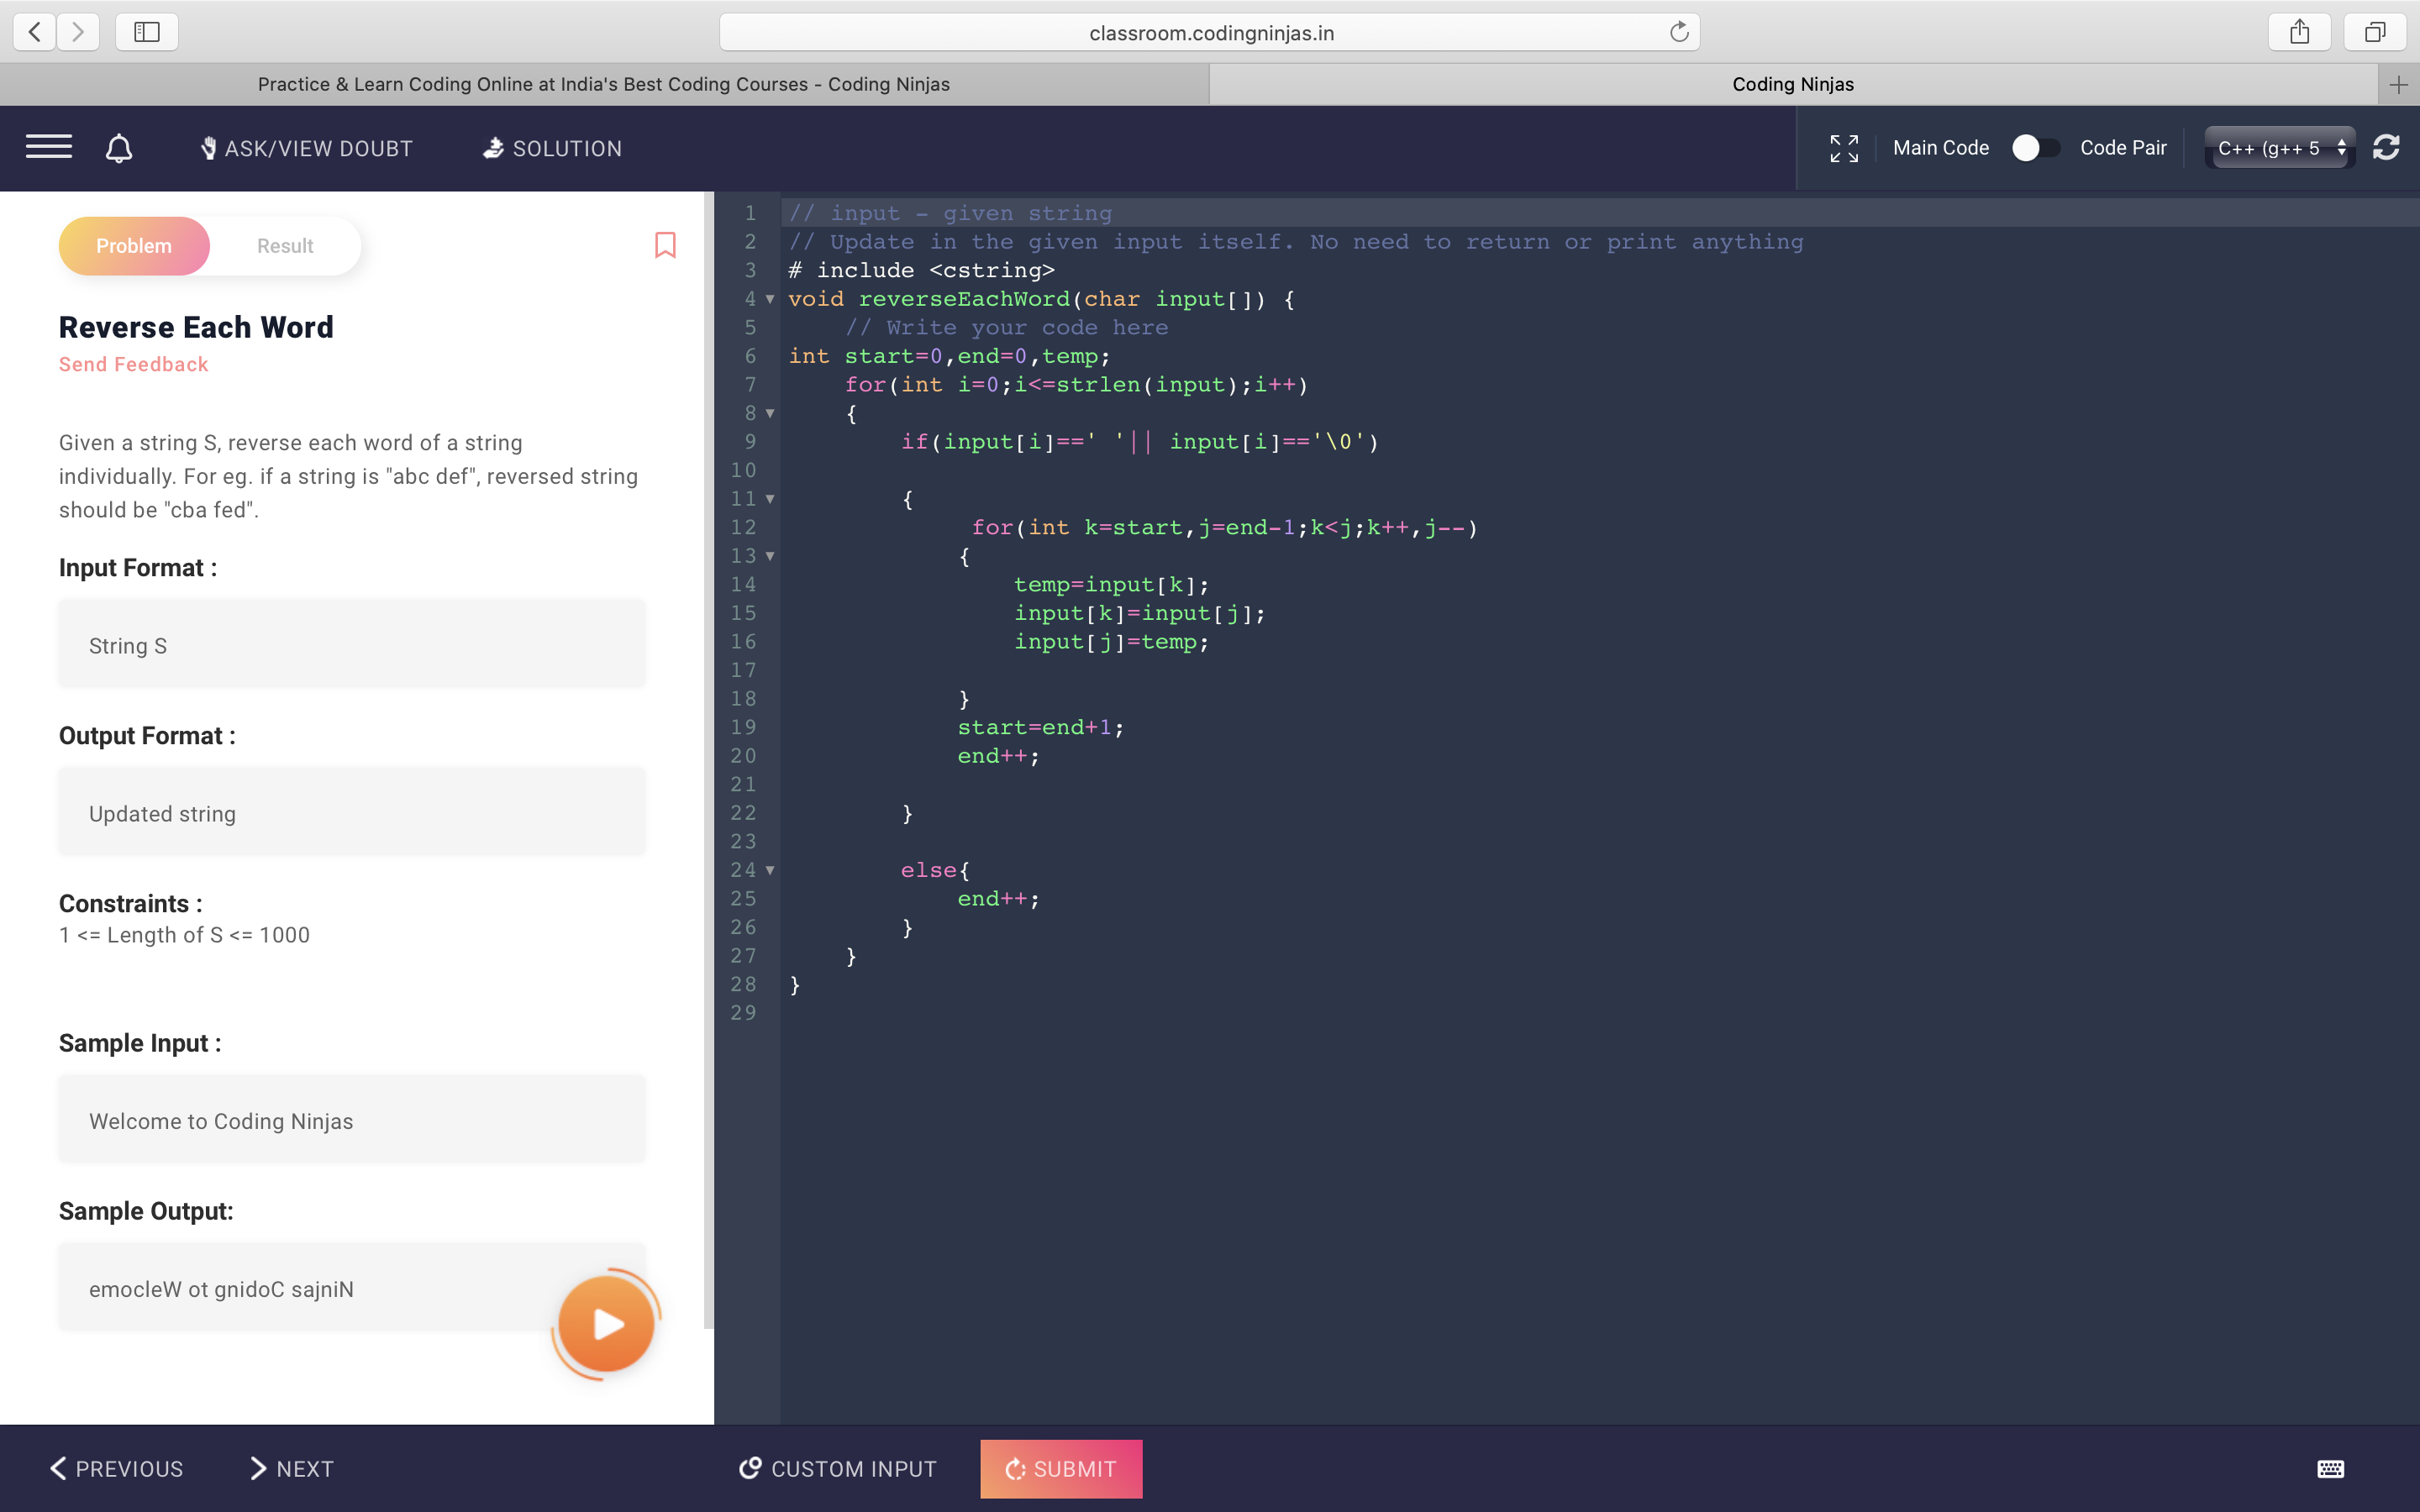 classroom.codingninjas.in
Practice & Learn Coding Online at India's Best Coding Courses - Coding Ninjas
Coding Ninjas
ASK/VIEW DOUBT
SOLUTION
Main Code
Code Pair
C++ (g++ 5
Problem
Result
Reverse Each Word
Send Feedback
Given a string S, reverse each word of a string
individually. For eg. if a string is "abc def", reversed string
should be "cba fed".
Input Format :
String S
Output Format :
Updated string
Constraints :
1 <= Length of S <= 1000
Sample Input :
Welcome to Coding Ninjas
Sample Output:
emocleW ot gnidoC sajniN
1 // input - given string
2 // Update in the given input itself. No need to return or print anything
3 # include <cstring>
4 void reverseEachWord(char input[]) {
5 // Write your code here
6 int start=0,end=0,temp;
7 for(int i=0;i<=strlen(input);i++)
8 {
9 if(input[i]==' '|| input[i]=='\0')
10
11 {
12 for(int k=start,j=end-1;k<j;k++,j--)
13 {
14 temp=input[k];
15 input[k]=input[j];
16 input[j]=temp;
17
18 }
19 start=end+1;
20 end++;
21
22 }
23
24 else{
25 end++;
26 }
27 }
28 }
29
PREVIOUS
NEXT
CUSTOM INPUT
SUBMIT